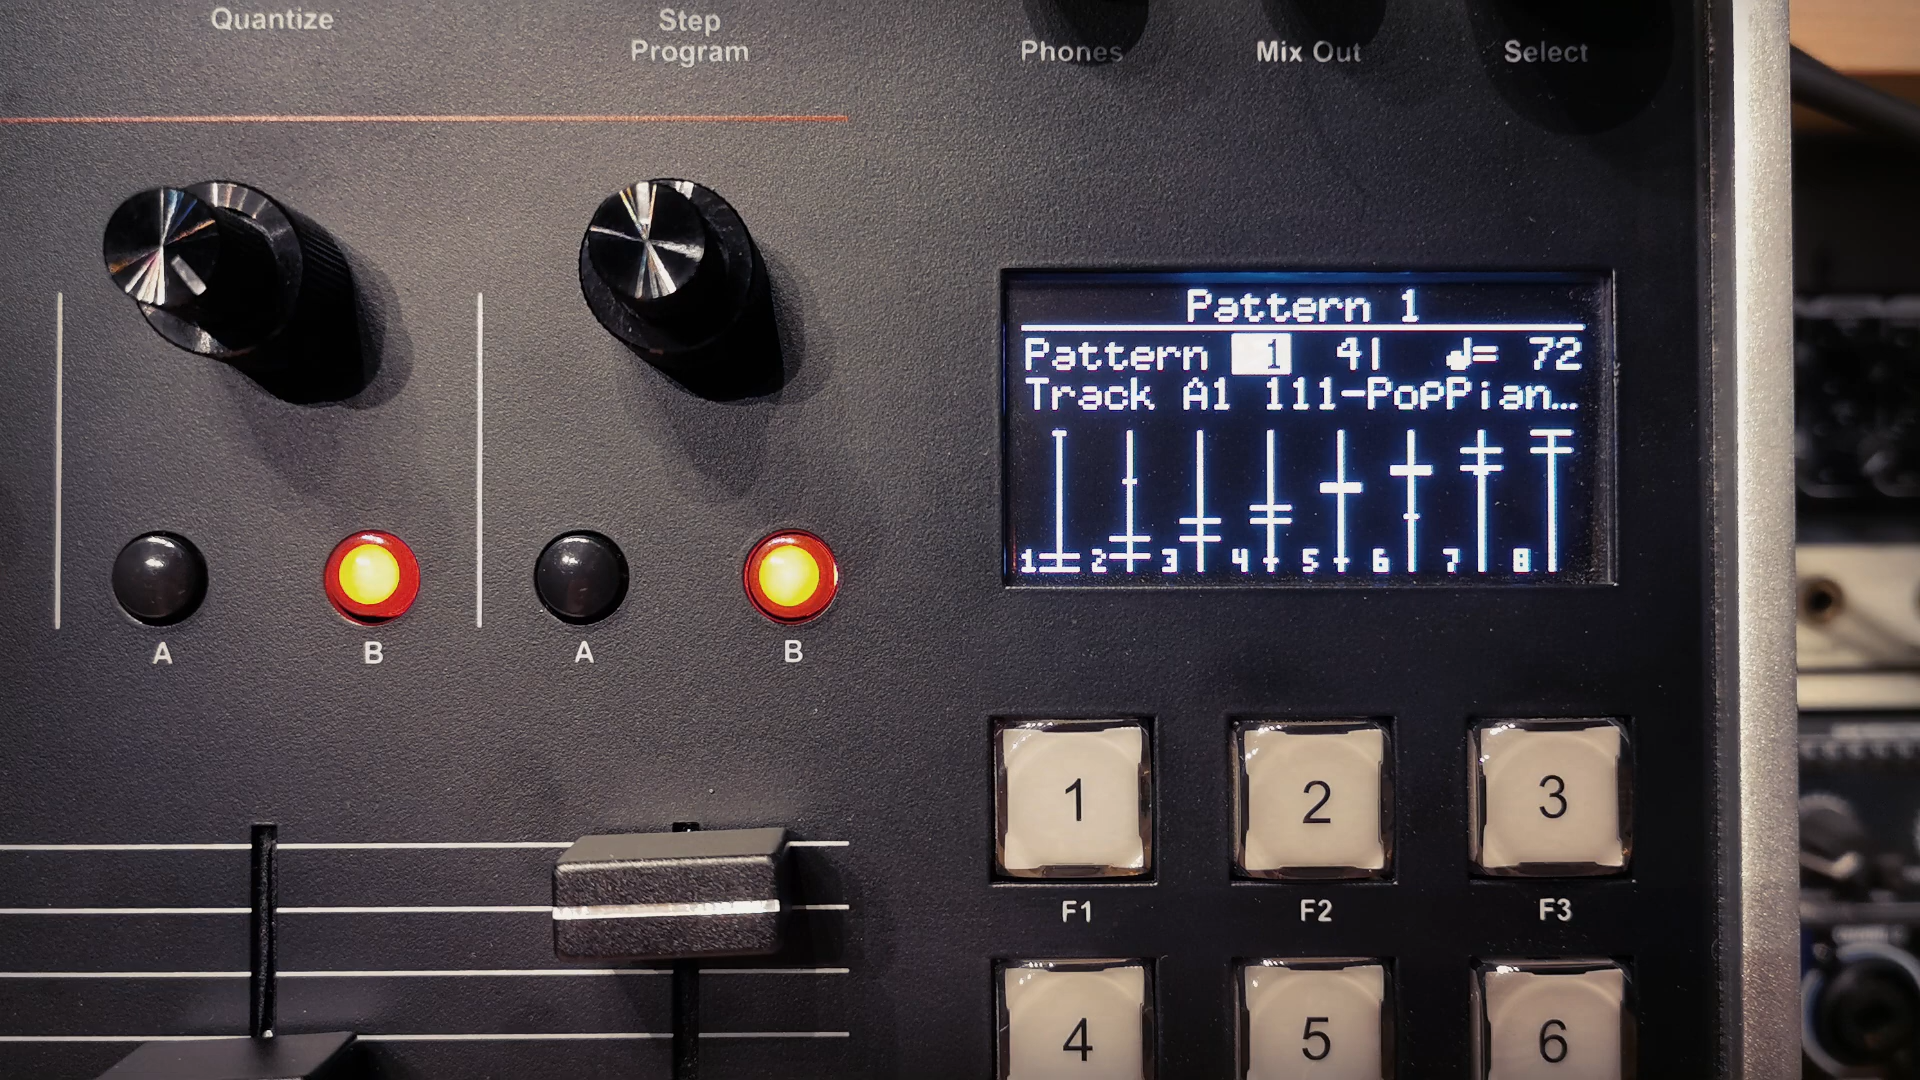 Quantize
Step
Program
Phones
Mix Out
Select
Pattern 1
Pattern 1 4| ♩= 72
Track A1 111-PopPian…
1 2 3 4 5 6 7 8
A B A B
1 2 3
F1 F2 F3
4 5 6